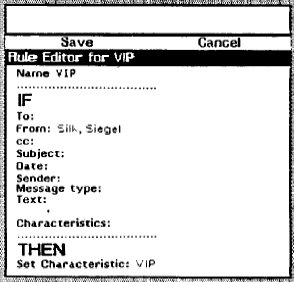 Save Cancel
Rule Editor for VIP
Name VIP
IF
To:
From: Silk, Siegel
cc:
Subject:
Date:
Sender:
Message type:
Text:
Characteristics:
THEN
Set Characteristic: VIP